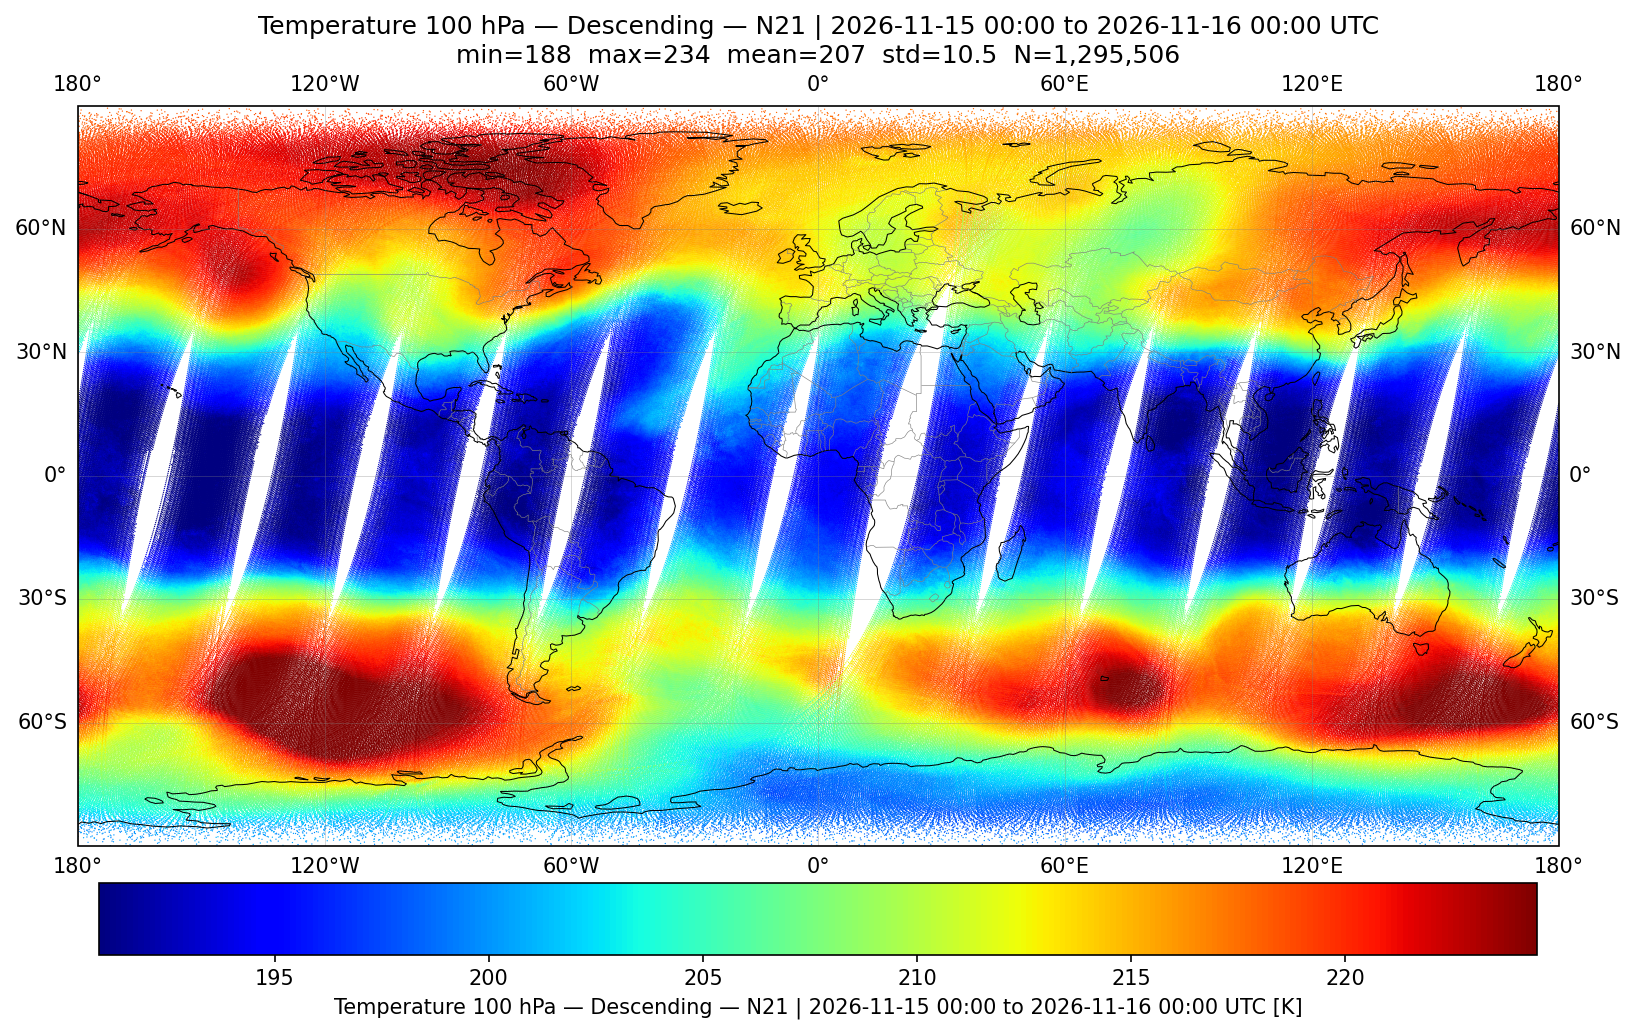 Temperature 100 hPa — Descending — N21 | 2026-11-15 00:00 to 2026-11-16 00:00 UTC
min=188 max=234 mean=207 std=10.5 N=1,295,506
180° 120°W 60°W 0° 60°E 120°E 180°
60°N 60°N
30°N 30°N
0° 0°
30°S 30°S
60°S 60°S
180° 120°W 60°W 0° 60°E 120°E 180°
195 200 205 210 215 220
Temperature 100 hPa — Descending — N21 | 2026-11-15 00:00 to 2026-11-16 00:00 UTC [K]